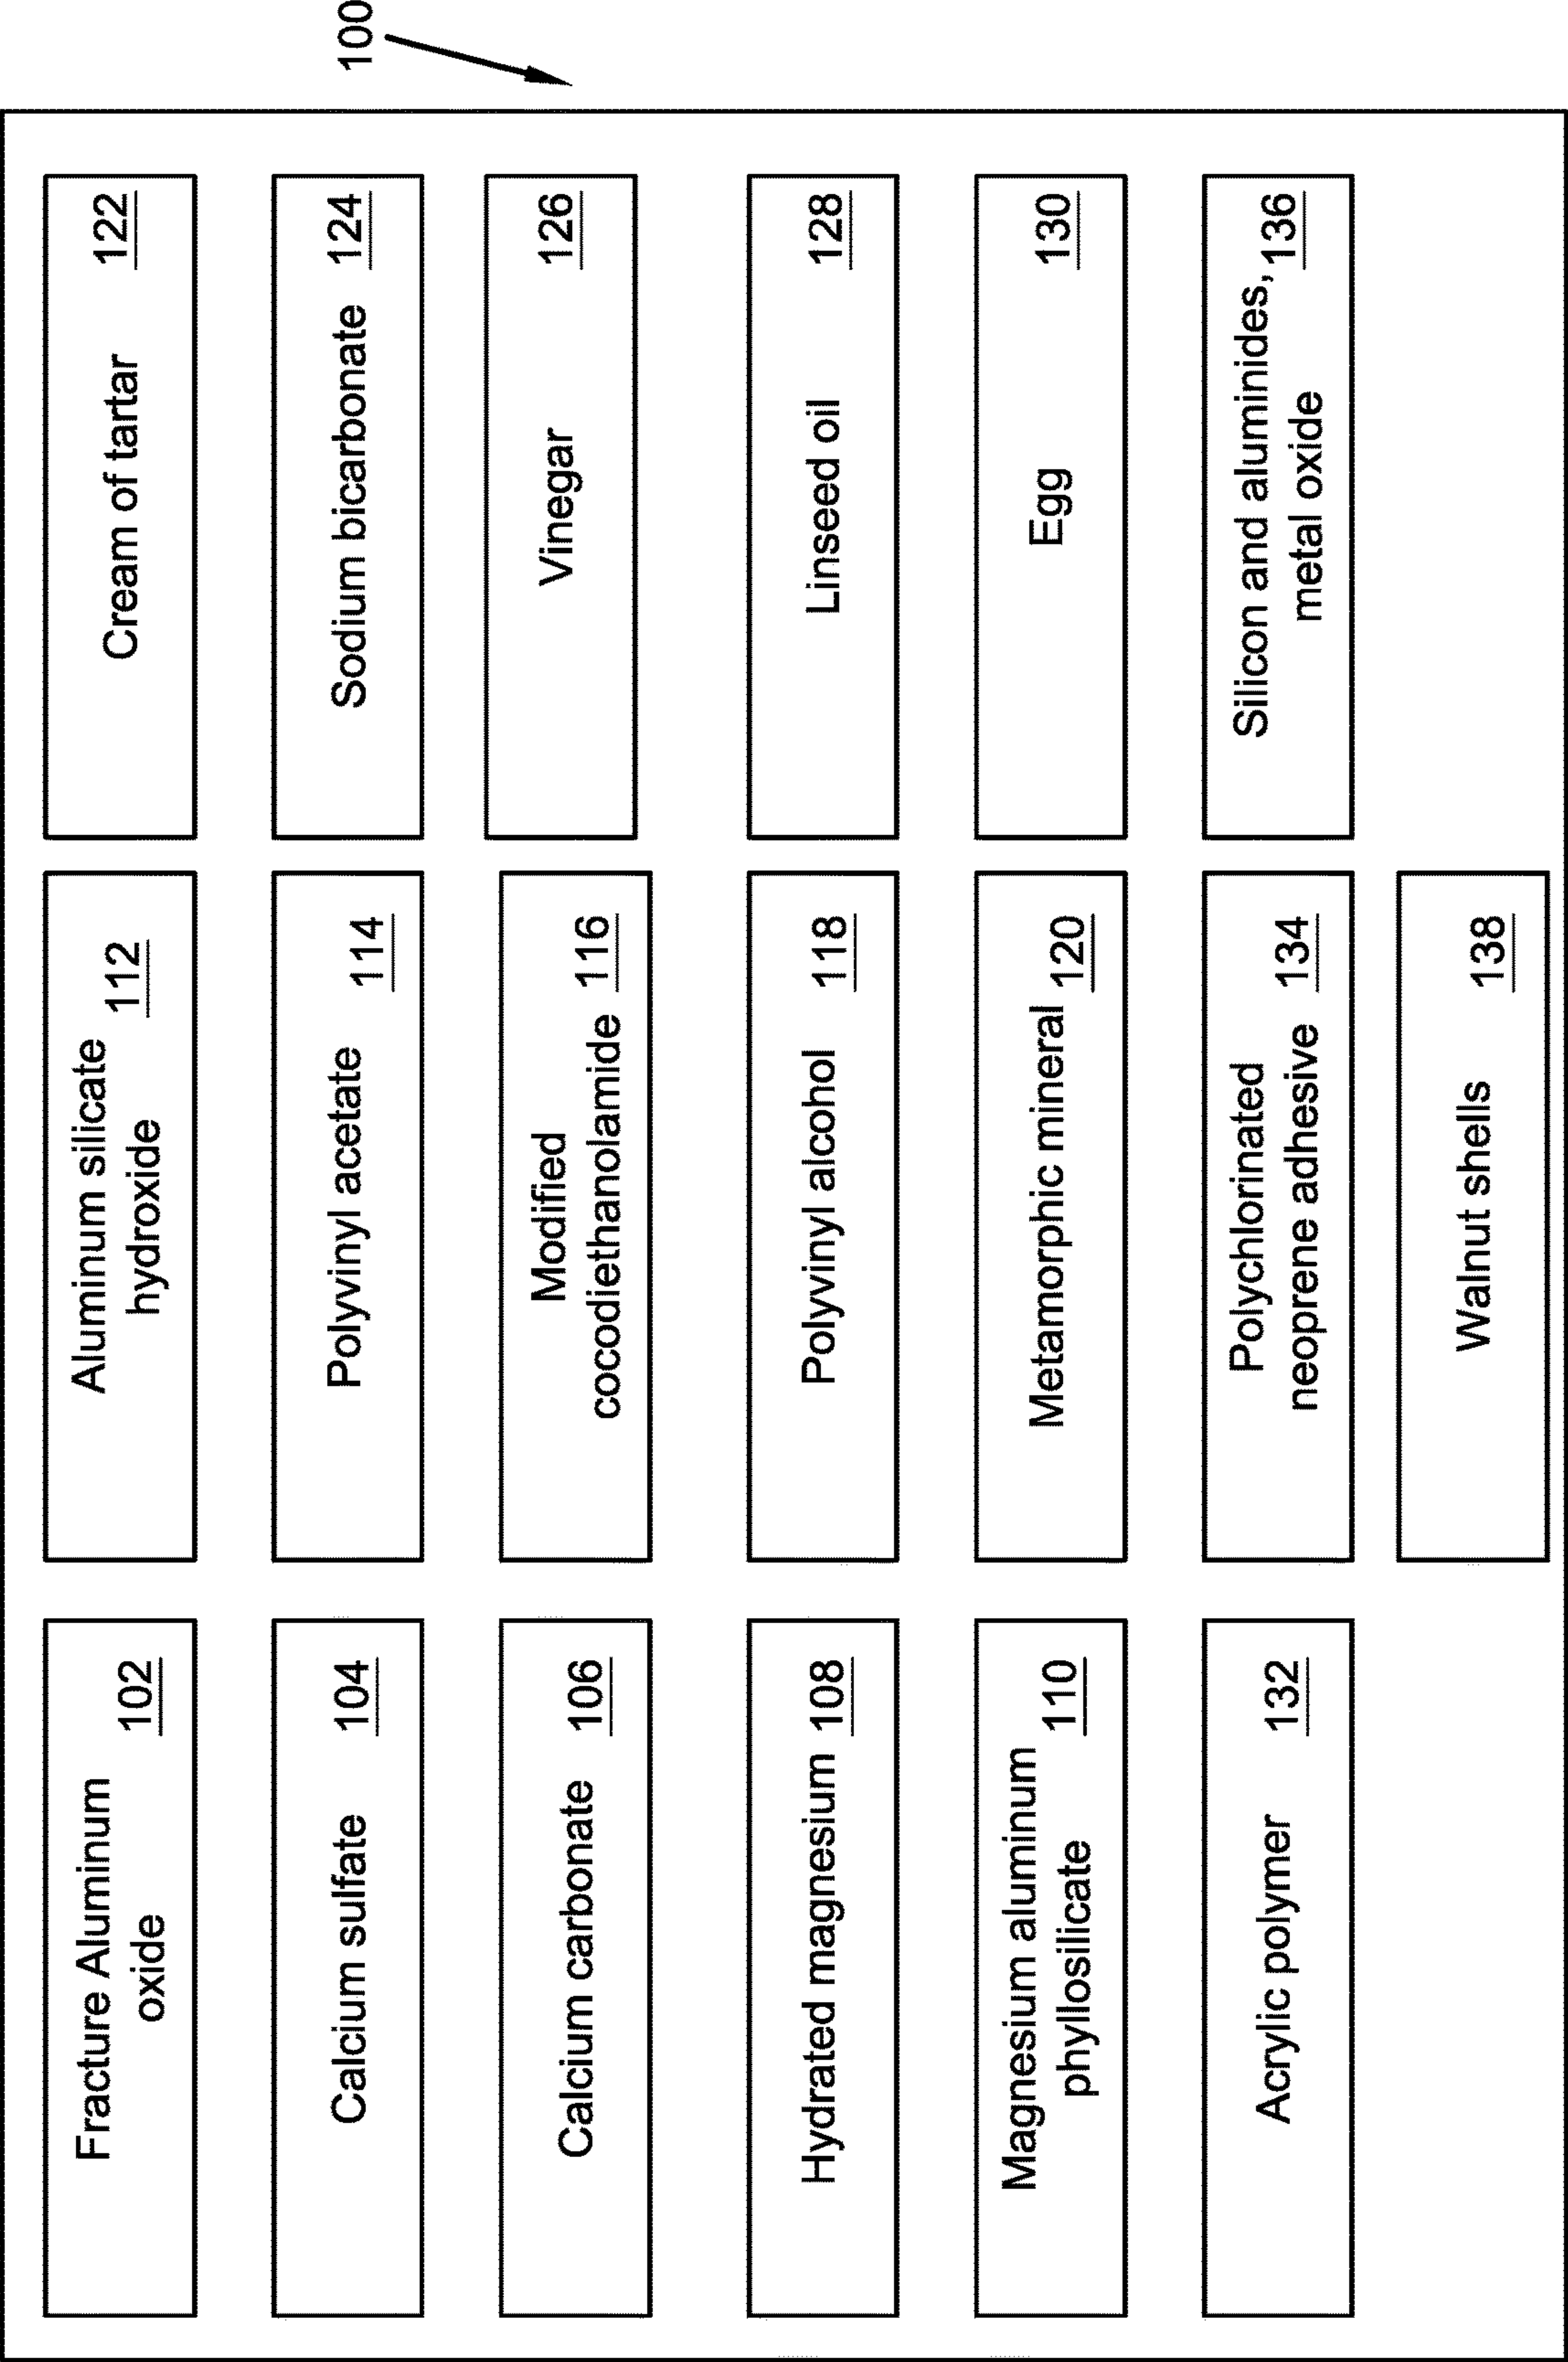 100
Fracture Aluminum
oxide
102
Aluminum silicate
hydroxide
112
Cream of tartar
122
Calcium sulfate
104
Polyvinyl acetate
114
Sodium bicarbonate
124
Calcium carbonate
106
Modified
cocodiethanolamide
116
Vinegar
126
Hydrated magnesium
108
Polyvinyl alcohol
118
Linseed oil
128
Magnesium aluminum
phyllosilicate
110
Metamorphic mineral
120
Egg
130
Acrylic polymer
132
Polychlorinated
neoprene adhesive
134
Silicon and aluminides,
metal oxide
136
Walnut shells
138